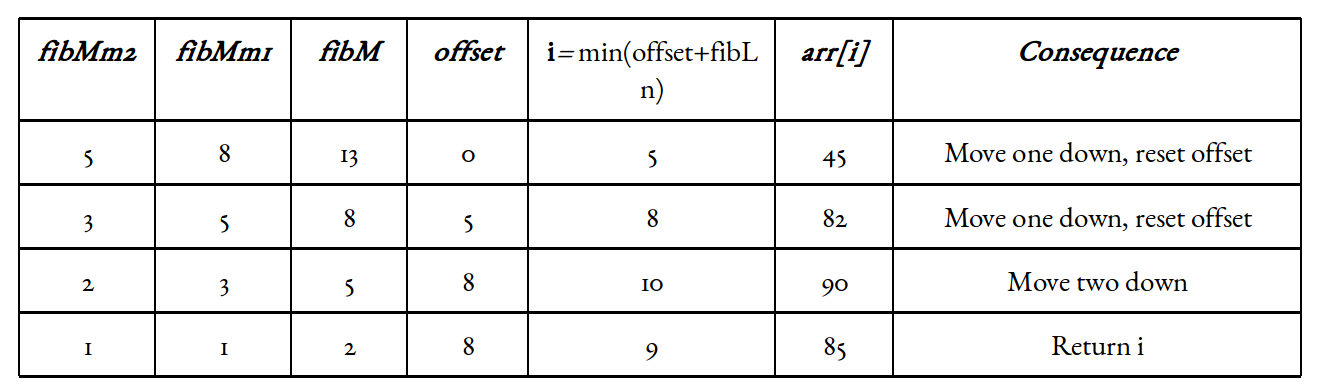 fibMm2 fibMm1 fibM offset i=min(offset+fibL
n) arr[i] Consequence
5 8 13 0 5 45 Move one down, reset offset
3 5 8 5 8 82 Move one down, reset offset
2 3 5 8 10 90 Move two down
1 1 2 8 9 85 Return i